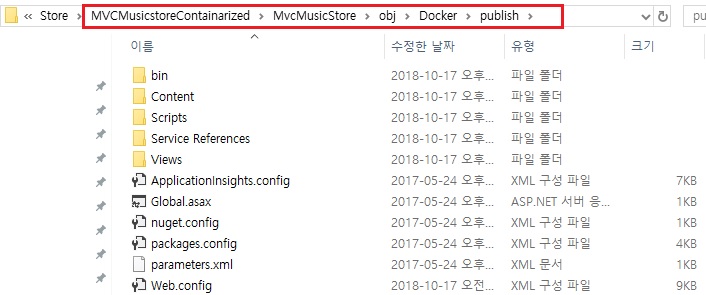 « Store › MVCMusicstoreContainarized › MvcMusicStore › obj › Docker › publish › pu
이름 수정한 날짜 유형 크기
bin 2018-10-17 오후... 파일 폴더
Content 2018-10-17 오후... 파일 폴더
Scripts 2018-10-17 오후... 파일 폴더
Service References 2018-10-17 오후... 파일 폴더
Views 2018-10-17 오후... 파일 폴더
ApplicationInsights.config 2017-05-24 오후... XML 구성 파일 7KB
Global.asax 2017-05-24 오후... ASP.NET 서버 응... 1KB
nuget.config 2017-05-24 오후... XML 구성 파일 1KB
packages.config 2017-05-24 오후... XML 구성 파일 4KB
parameters.xml 2017-05-24 오후... XML 문서 1KB
Web.config 2018-10-17 오전... XML 구성 파일 9KB